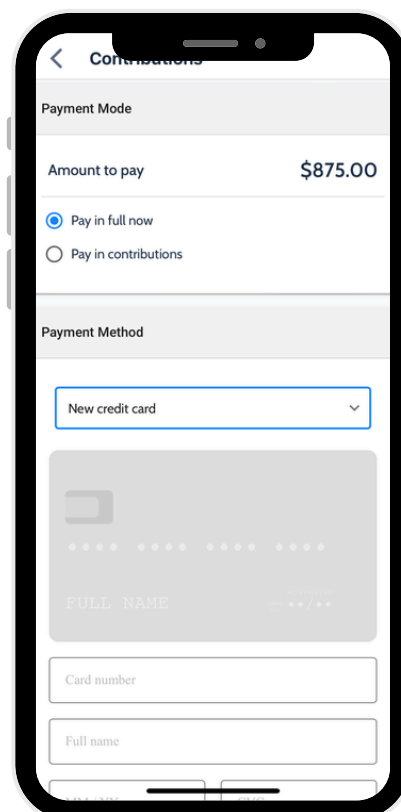 Contributions
Payment Mode
Amount to pay $875.00
Pay in full now
Pay in contributions
Payment Method
New credit card
•••• •••• •••• ••••
FULL NAME ••/••
Card number
Full name